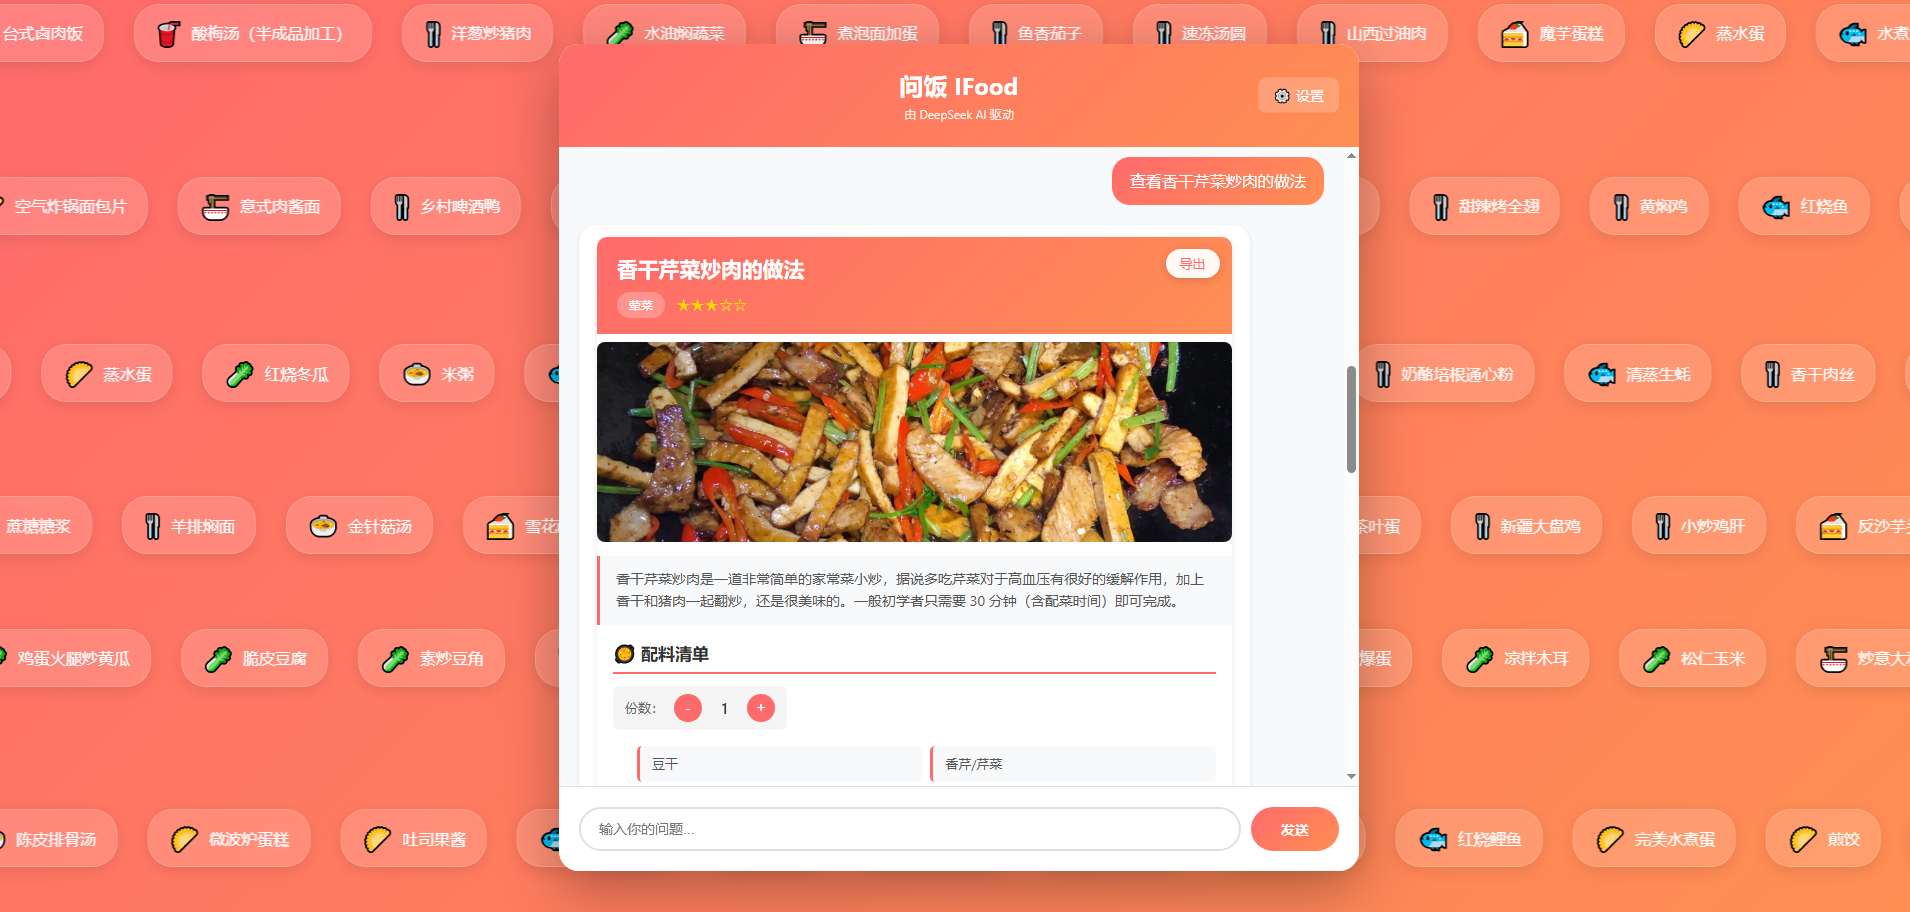 台式卤肉饭
酸梅汤（半成品加工）
洋葱炒猪肉
水油焖蔬菜
煮泡面加蛋
鱼香茄子
速冻汤圆
山西过油肉
魔芋蛋糕
蒸水蛋
水煮
问饭 IFood
由 DeepSeek AI 驱动
设置
查看香干芹菜炒肉的做法
空气炸锅面包片
意式肉酱面
乡村啤酒鸭
甜辣烤全翅
黄焖鸡
红烧鱼
香干芹菜炒肉的做法
导出
荤菜
★★★☆☆
蒸水蛋
红烧冬瓜
米粥
奶酪培根通心粉
清蒸生蚝
香干肉丝
蔗糖糖浆
羊排焖面
金针菇汤
雪花
茶叶蛋
新疆大盘鸡
小炒鸡肝
反沙芋头
香干芹菜炒肉是一道非常简单的家常菜小炒，据说多吃芹菜对于高血压有很好的缓解作用，加上
香干和猪肉一起翻炒，还是很美味的。一般初学者只需要 30 分钟（含配菜时间）即可完成。
配料清单
鸡蛋火腿炒黄瓜
脆皮豆腐
素炒豆角
爆蛋
凉拌木耳
松仁玉米
炒意大利
份数：
-
1
+
豆干
香芹/芹菜
陈皮排骨汤
微波炉蛋糕
吐司果酱
输入你的问题...
发送
红烧鲤鱼
完美水煮蛋
煎饺